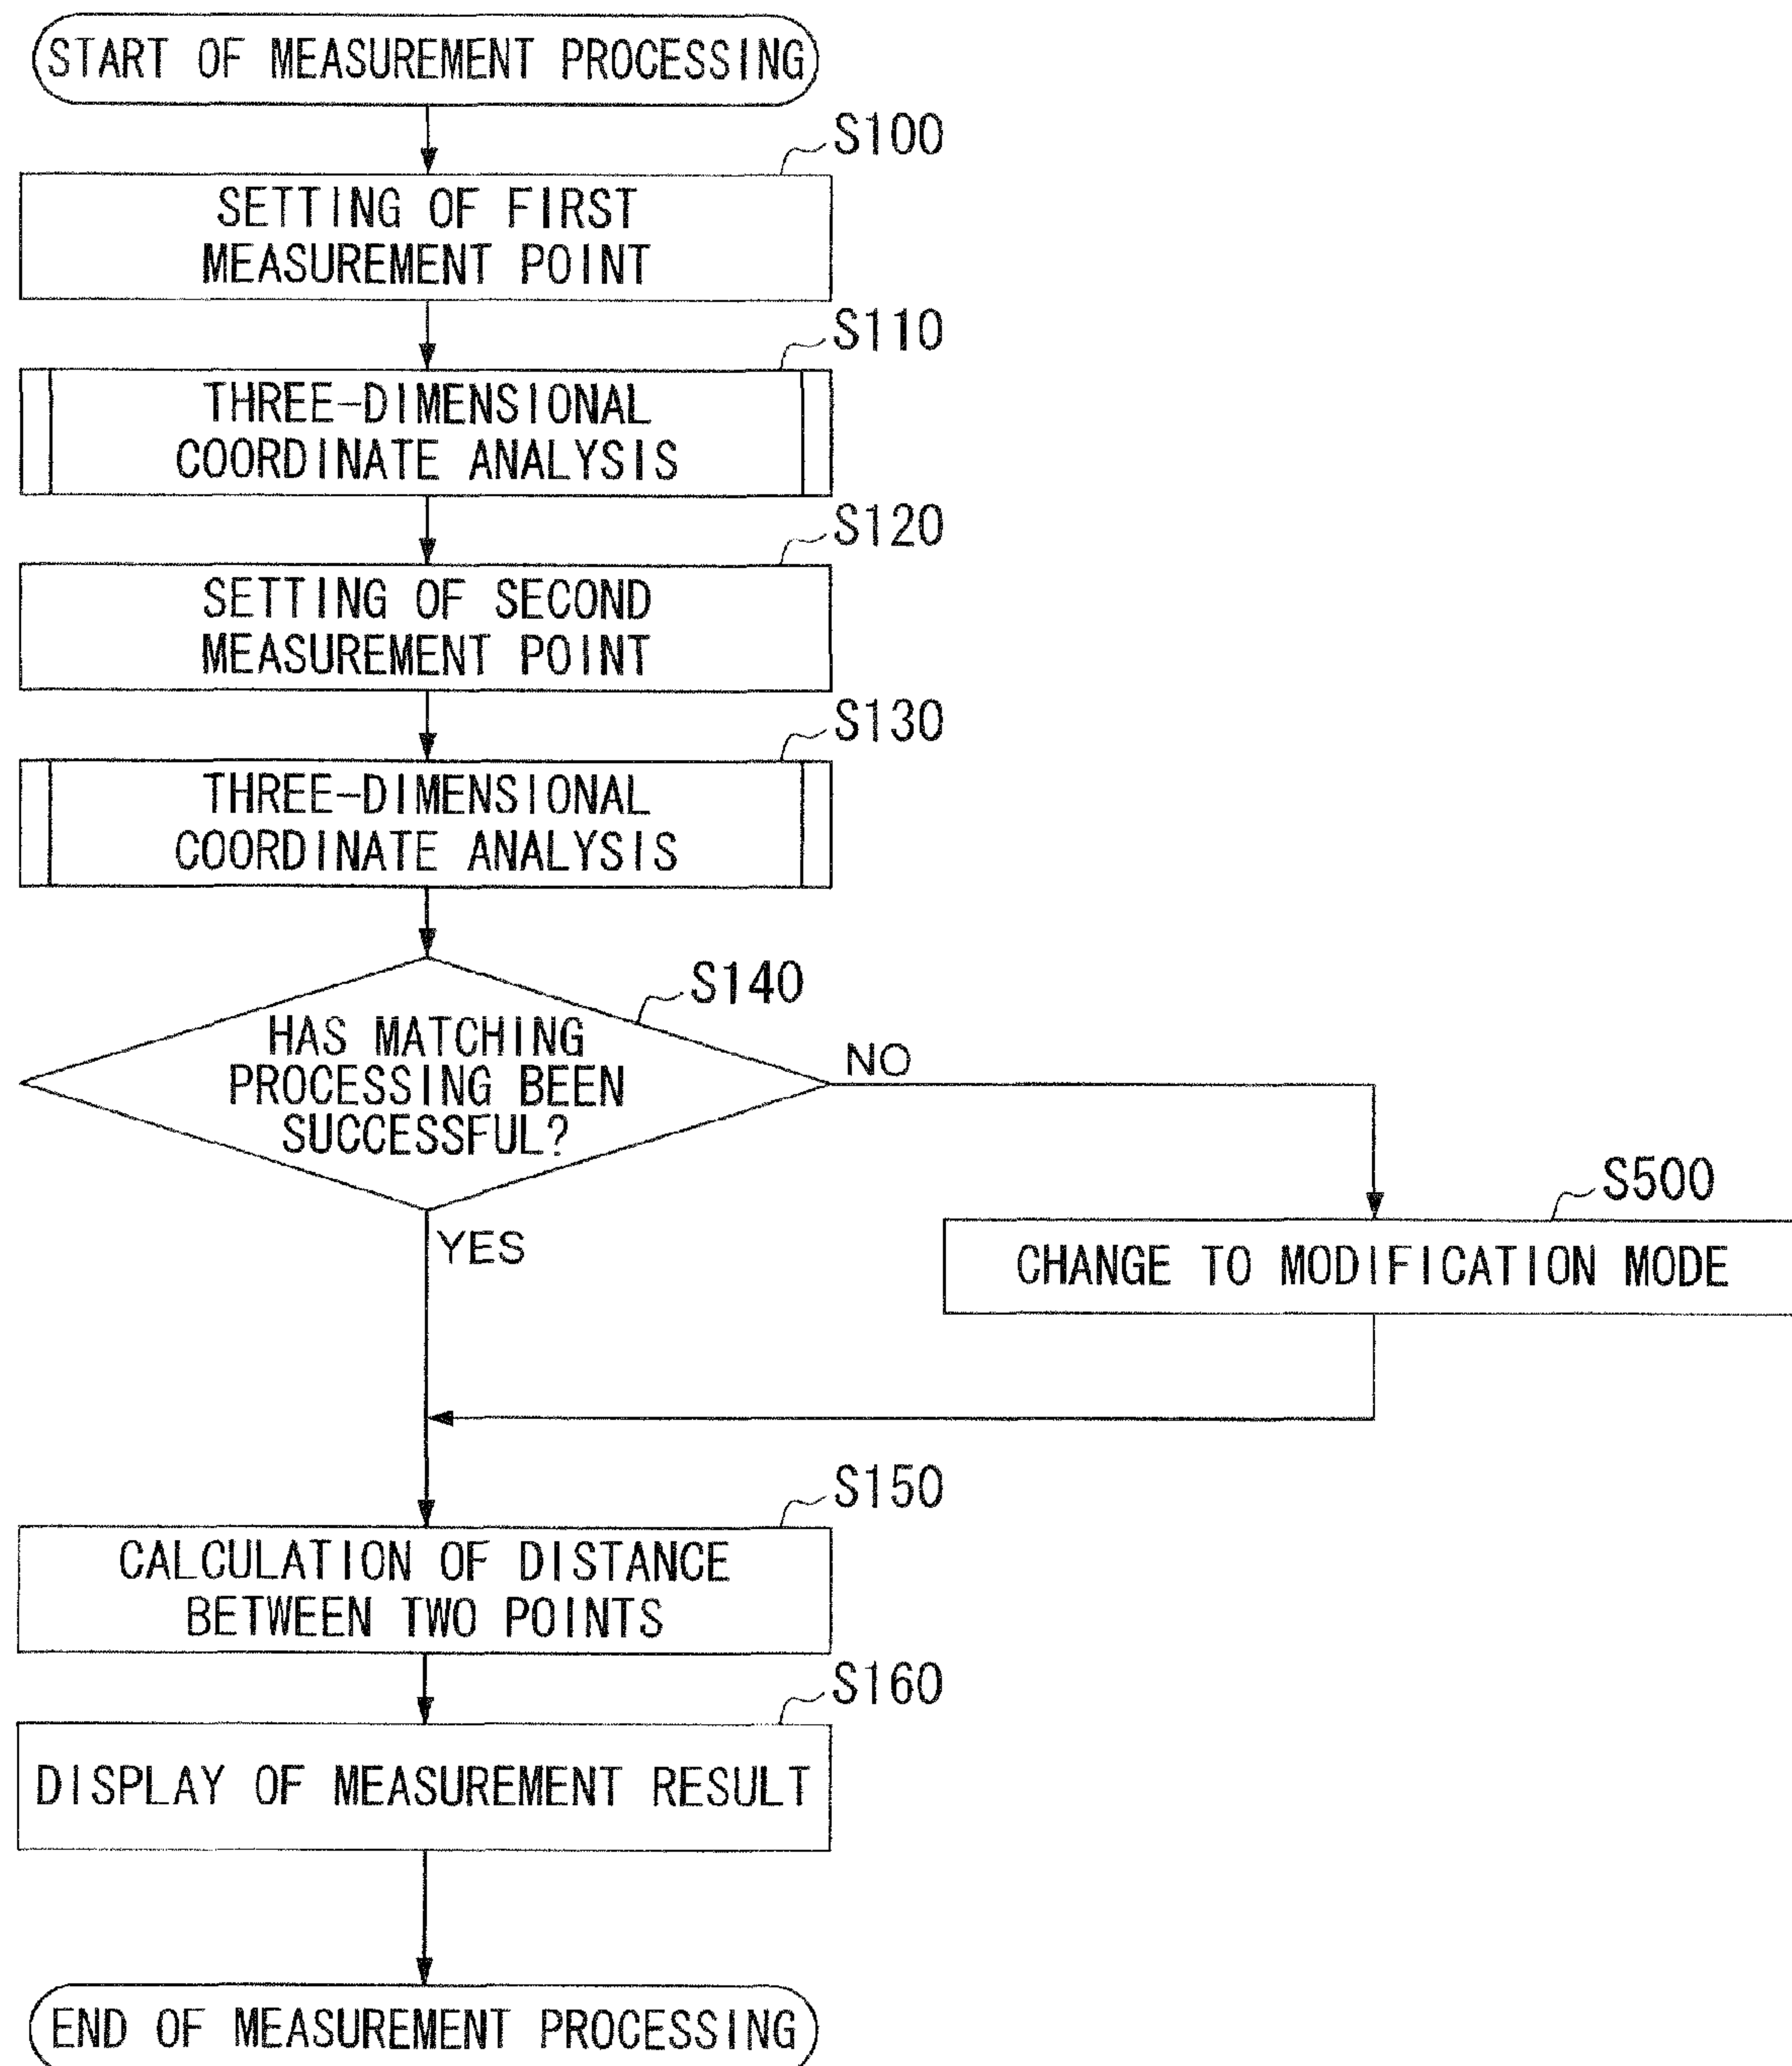 START OF MEASUREMENT PROCESSING
S100
SETTING OF FIRST
MEASUREMENT POINT
S110
THREE-DIMENSIONAL
COORDINATE ANALYSIS
S120
SETTING OF SECOND
MEASUREMENT POINT
S130
THREE-DIMENSIONAL
COORDINATE ANALYSIS
S140
HAS MATCHING
PROCESSING BEEN
SUCCESSFUL?
NO
YES
S500
CHANGE TO MODIFICATION MODE
S150
CALCULATION OF DISTANCE
BETWEEN TWO POINTS
S160
DISPLAY OF MEASUREMENT RESULT
END OF MEASUREMENT PROCESSING